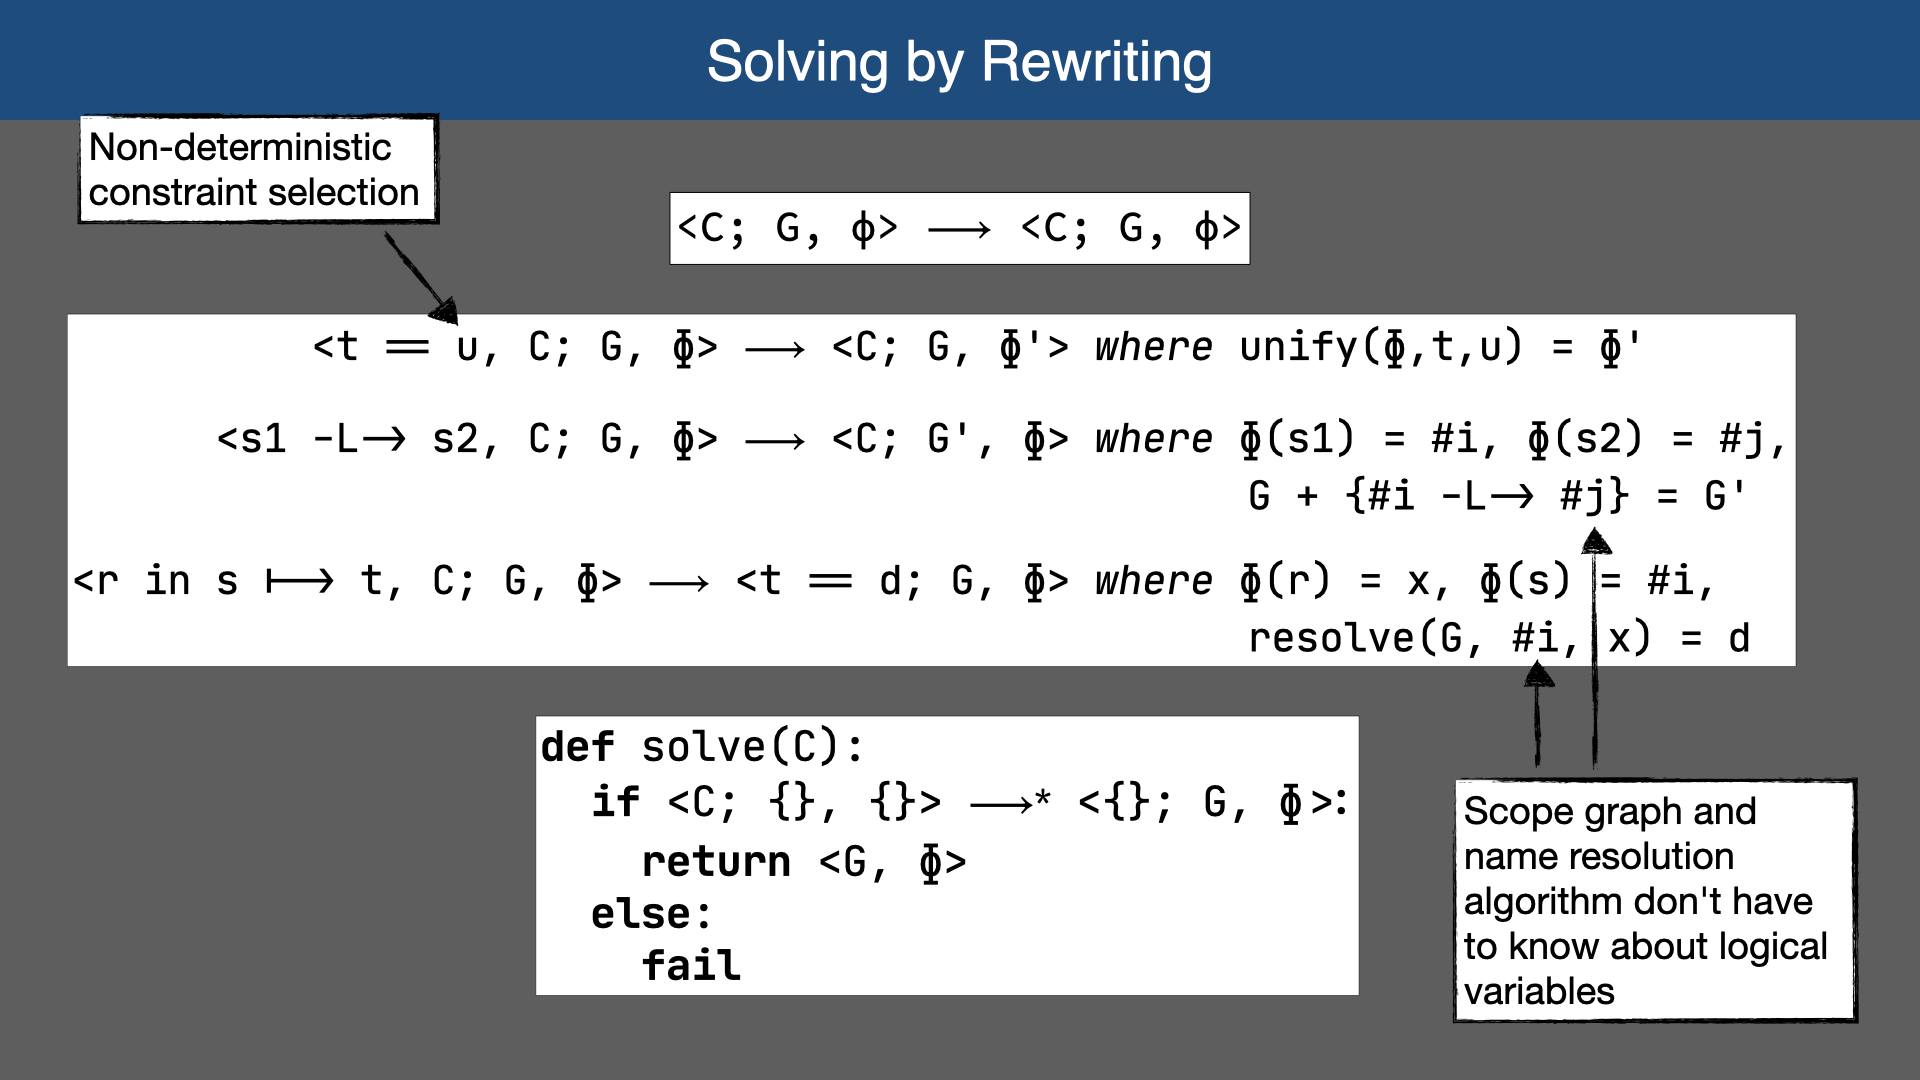 Solving by Rewriting
Non-deterministic
constraint selection
<C; G, ϕ> ⟶ <C; G, ϕ>
<t == u, C; G, Φ> ⟶ <C; G, Φ'> where unify(Φ,t,u) = Φ'
<s1 -L-> s2, C; G, Φ> ⟶ <C; G', Φ> where Φ(s1) = #i, Φ(s2) = #j,
G + {#i -L-> #j} = G'
<r in s |-> t, C; G, Φ> ⟶ <t == d; G, Φ> where Φ(r) = x, Φ(s) = #i,
resolve(G, #i, x) = d
def solve(C):
if <C; {}, {}> ⟶* <{}; G, Φ>:
return <G, Φ>
else:
fail
Scope graph and
name resolution
algorithm don't have
to know about logical
variables